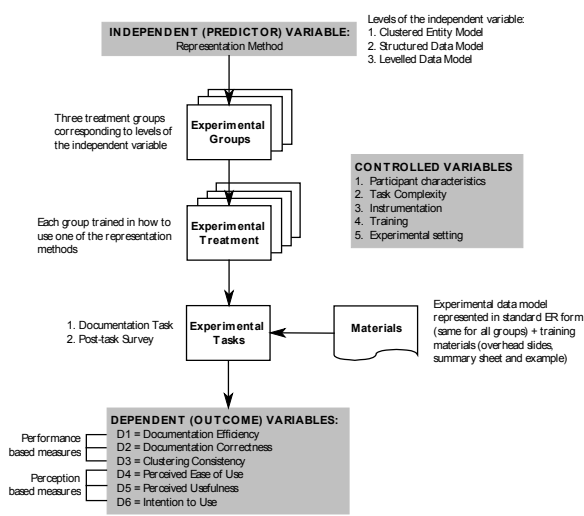 INDEPENDENT (PREDICTOR) VARIABLE:
Representation Method
Levels of the independent variable:
1. Clustered Entity Model
2. Structured Data Model
3. Levelled Data Model
Three treatment groups
corresponding to levels of
the independent variable
Experimental
Groups
CONTROLLED VARIABLES
1. Participant characteristics
2. Task Complexity
3. Instrumentation
4. Training
5. Experimental setting
Each group trained in how to
use one of the representation
methods
Experimental
Treatment
1. Documentation Task
2. Post-task Survey
Experimental
Tasks
Materials
Experimental data model
represented in standard ER form
(same for all groups) + training
materials (overhead slides,
summary sheet and example)
DEPENDENT (OUTCOME) VARIABLES:
D1 = Documentation Efficiency
D2 = Documentation Correctness
D3 = Clustering Consistency
D4 = Perceived Ease of Use
D5 = Perceived Usefulness
D6 = Intention to Use
Performance
based measures
Perception
based measures